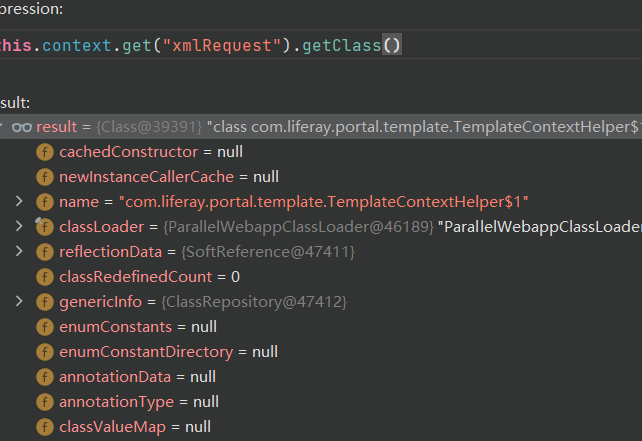 pression:
this.context.get("xmlRequest").getClass()
sult:
result = {Class@39391} "class com.liferay.portal.template.TemplateContextHelper$1
cachedConstructor = null
newInstanceCallerCache = null
name = "com.liferay.portal.template.TemplateContextHelper$1"
classLoader = {ParallelWebappClassLoader@46189} "ParallelWebappClassLoader
reflectionData = {SoftReference@47411}
classRedefinedCount = 0
genericInfo = {ClassRepository@47412}
enumConstants = null
enumConstantDirectory = null
annotationData = null
annotationType = null
classValueMap = null